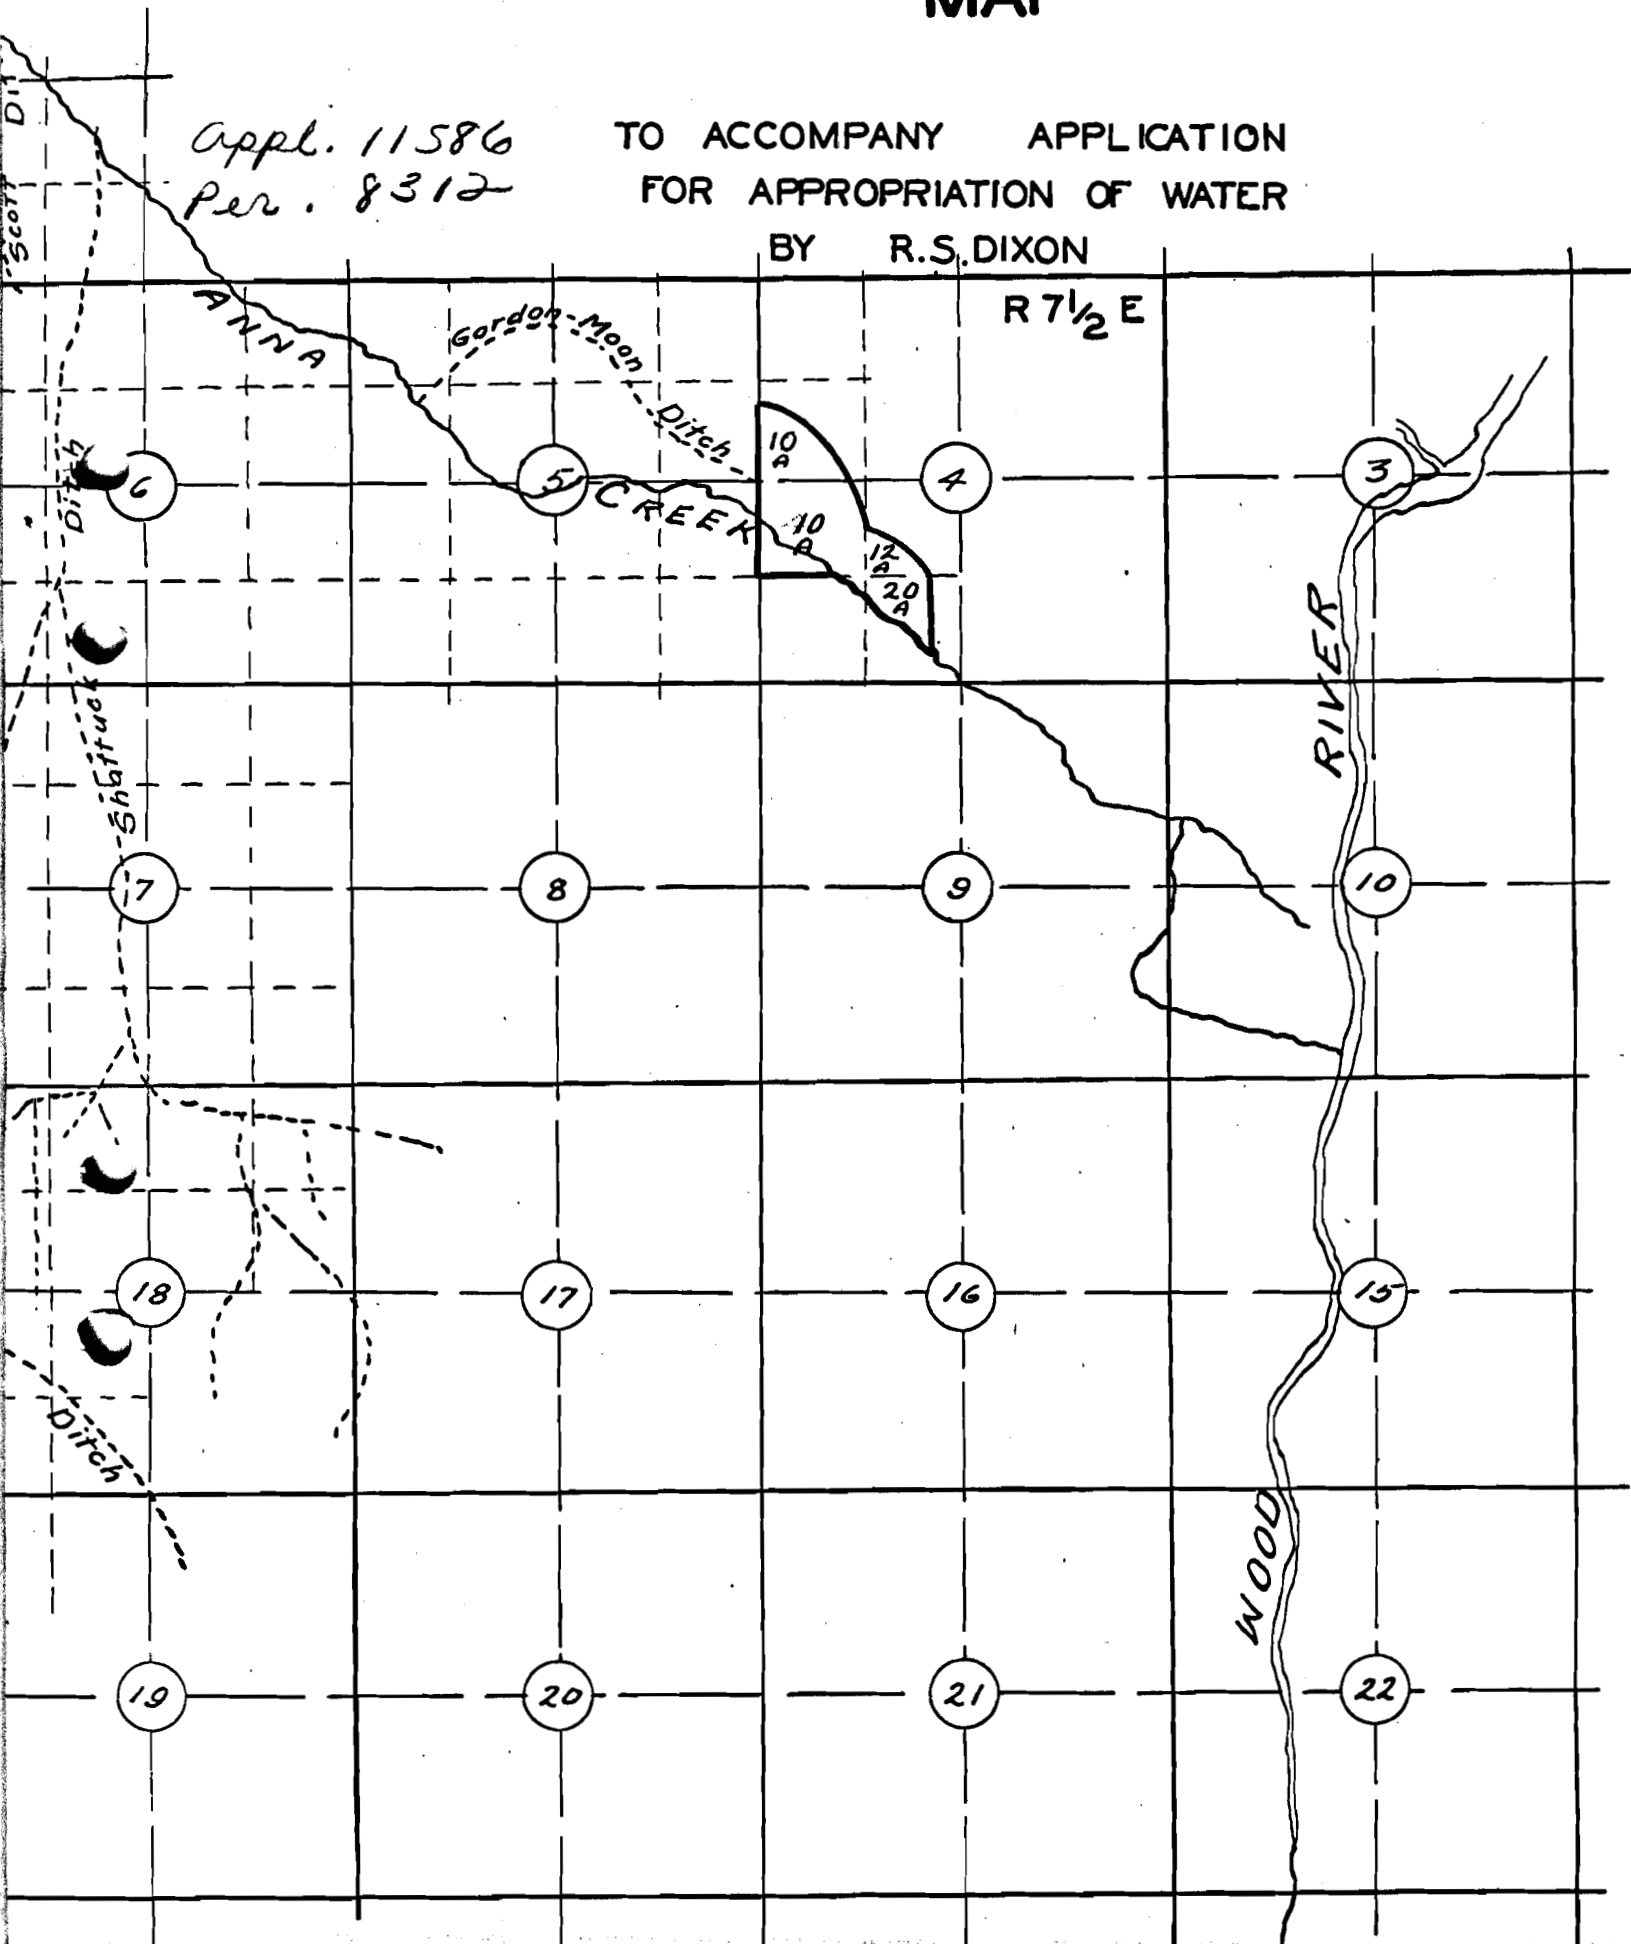 Appl. 11586
Per. 8312
TO ACCOMPANY APPLICATION
FOR APPROPRIATION OF WATER
BY R.S. DIXON
R 7½ E
SCOTT
ANNA
CREEK
Gordon-Moon
Ditch
10
A
10
A
12
A
20
A
6
5
4
3
Ditch
Shattuck
RIVER
7
8
9
10
18
17
16
15
Ditch
WOOD
19
20
21
22